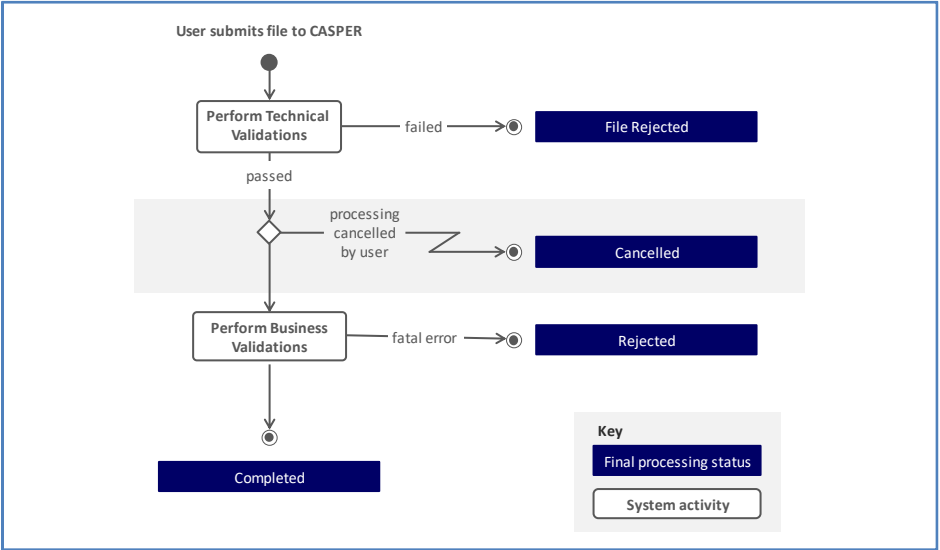 User submits file to CASPER
Perform Technical
Validations
failed
File Rejected
passed
processing
cancelled
by user
Cancelled
Perform Business
Validations
fatal error
Rejected
Completed
Key
Final processing status
System activity